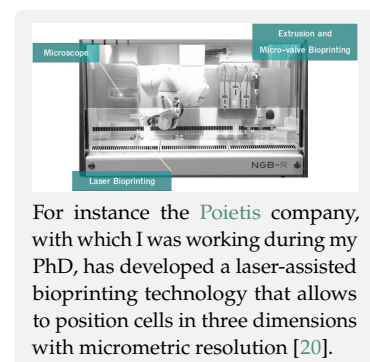 Extrusion and
Micro-valve Bioprinting
Microscope
NGB-R
Laser Bioprinting
For instance the Poietis company,
with which I was working during my
PhD, has developed a laser-assisted
bioprinting technology that allows
to position cells in three dimensions
with micrometric resolution [20].